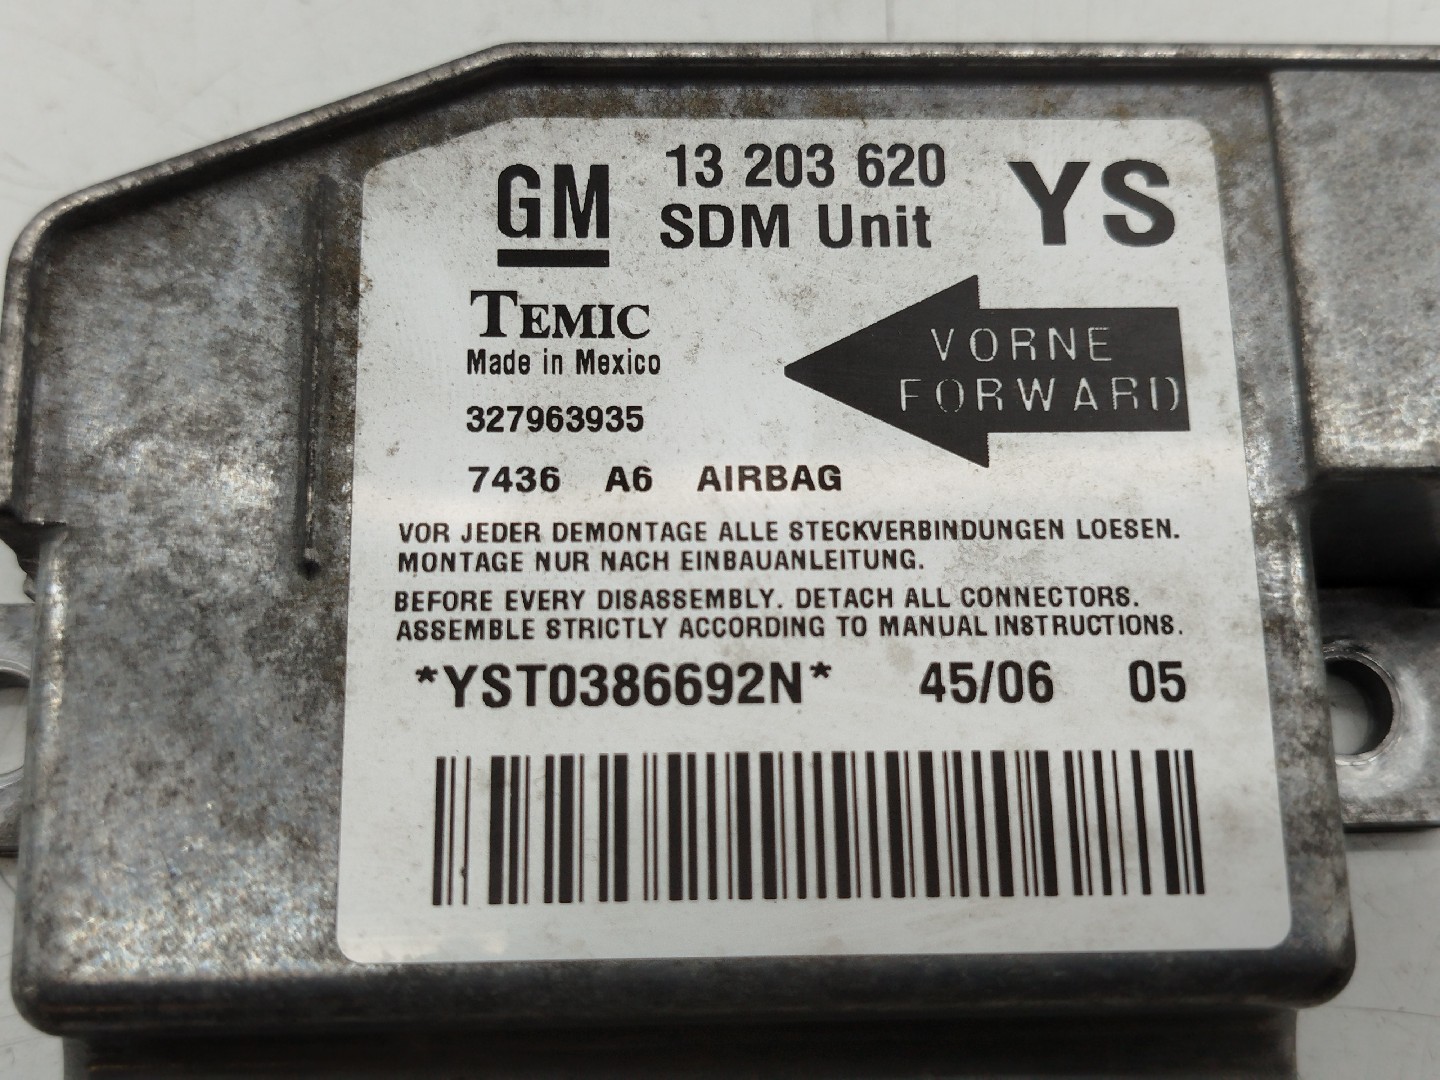 GM 13 203 620 YS
SDM Unit
TEMIC
Made in Mexico
VORNE
FORWARD
327963935
7436 A6 AIRBAG
VOR JEDER DEMONTAGE ALLE STECKVERBINDUNGEN LOESEN.
MONTAGE NUR NACH EINBAUANLEITUNG.
BEFORE EVERY DISASSEMBLY. DETACH ALL CONNECTORS.
ASSEMBLE STRICTLY ACCORDING TO MANUAL INSTRUCTIONS.
*YST0386692N* 45/06 05